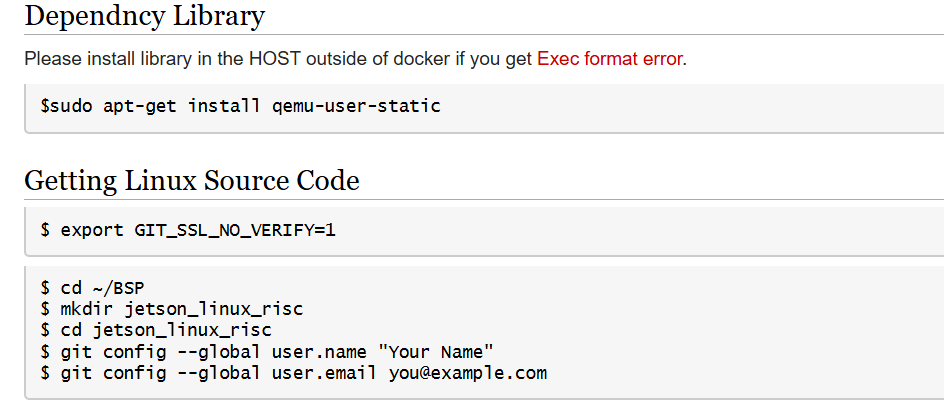 Dependncy Library
Please install library in the HOST outside of docker if you get Exec format error.
$sudo apt-get install qemu-user-static
Getting Linux Source Code
$ export GIT_SSL_NO_VERIFY=1
$ cd ~/BSP
$ mkdir jetson_linux_risc
$ cd jetson_linux_risc
$ git config --global user.name "Your Name"
$ git config --global user.email you@example.com